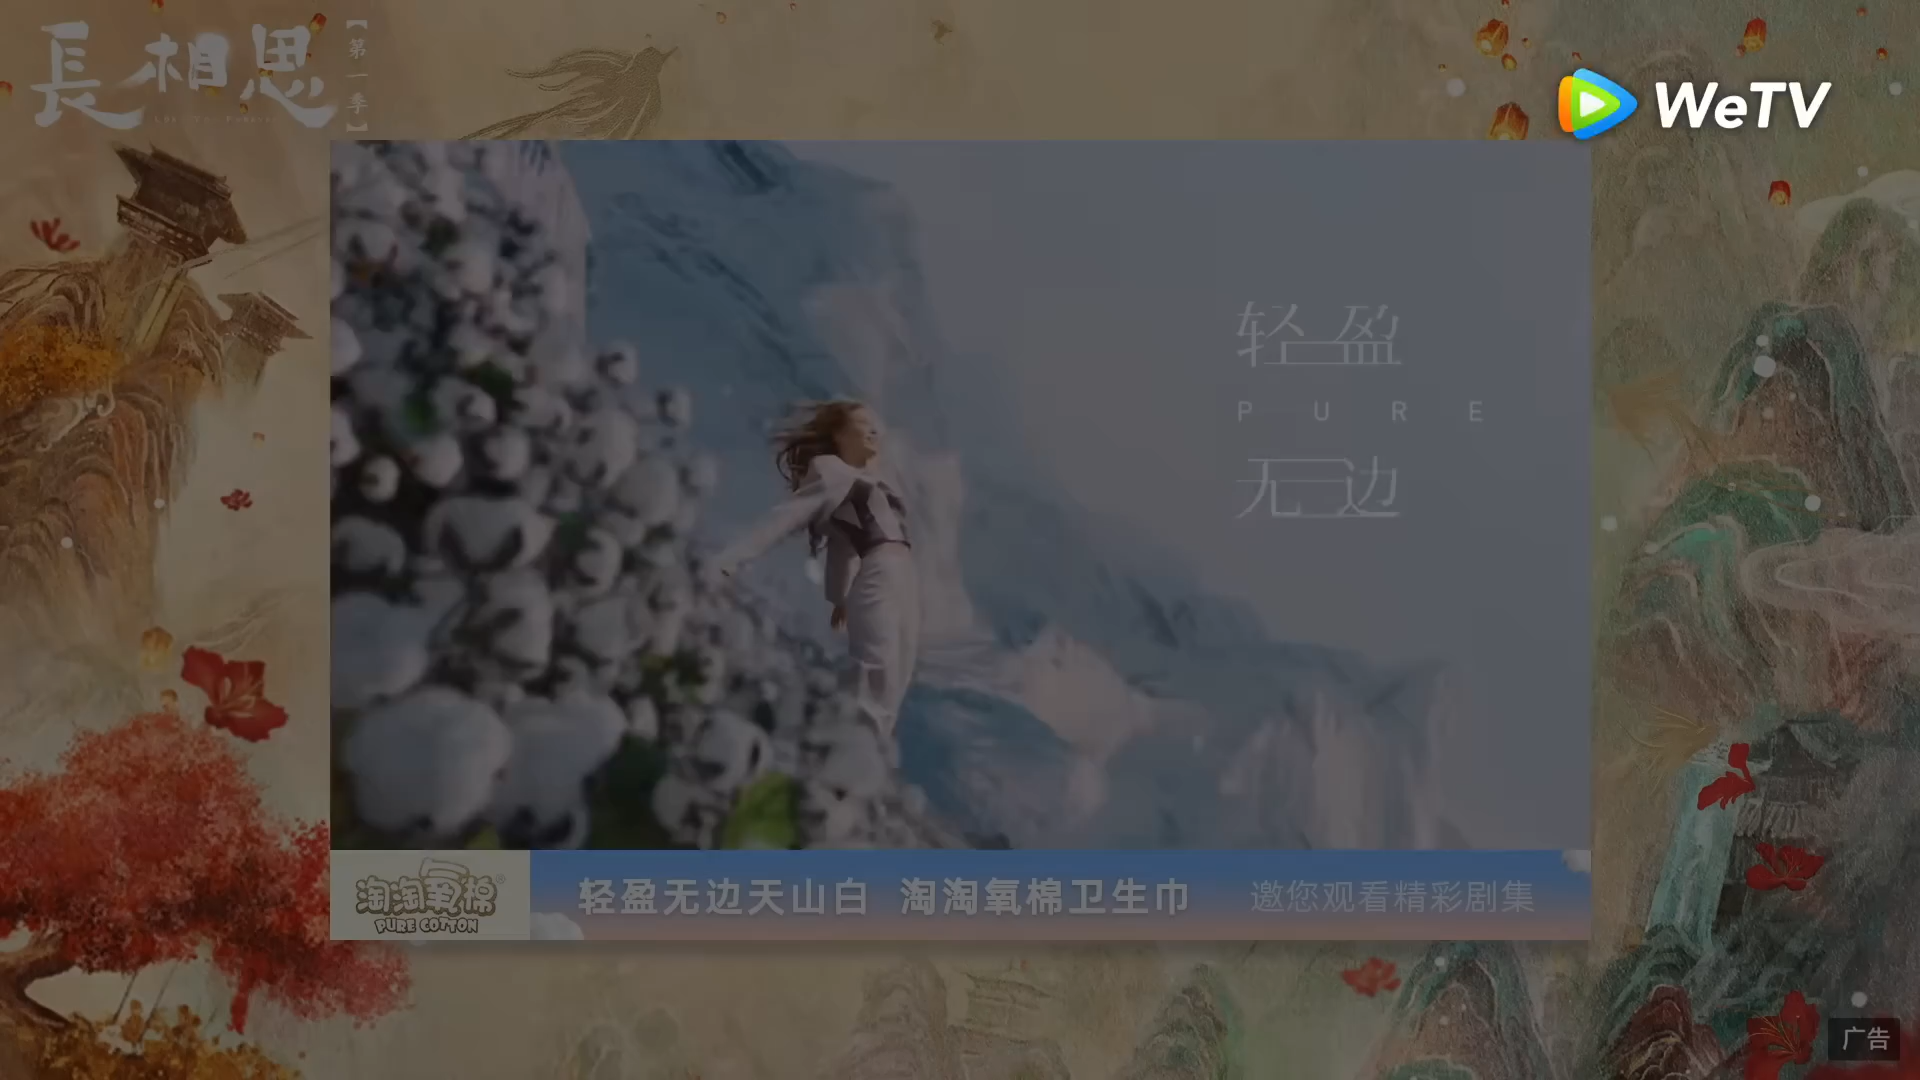 長相思
【第一季】
WeTV
轻盈
PURE
无边
淘淘氧棉®
PURE COTTON
轻盈无边天山白 淘淘氧棉卫生巾 邀您观看精彩剧集
广告